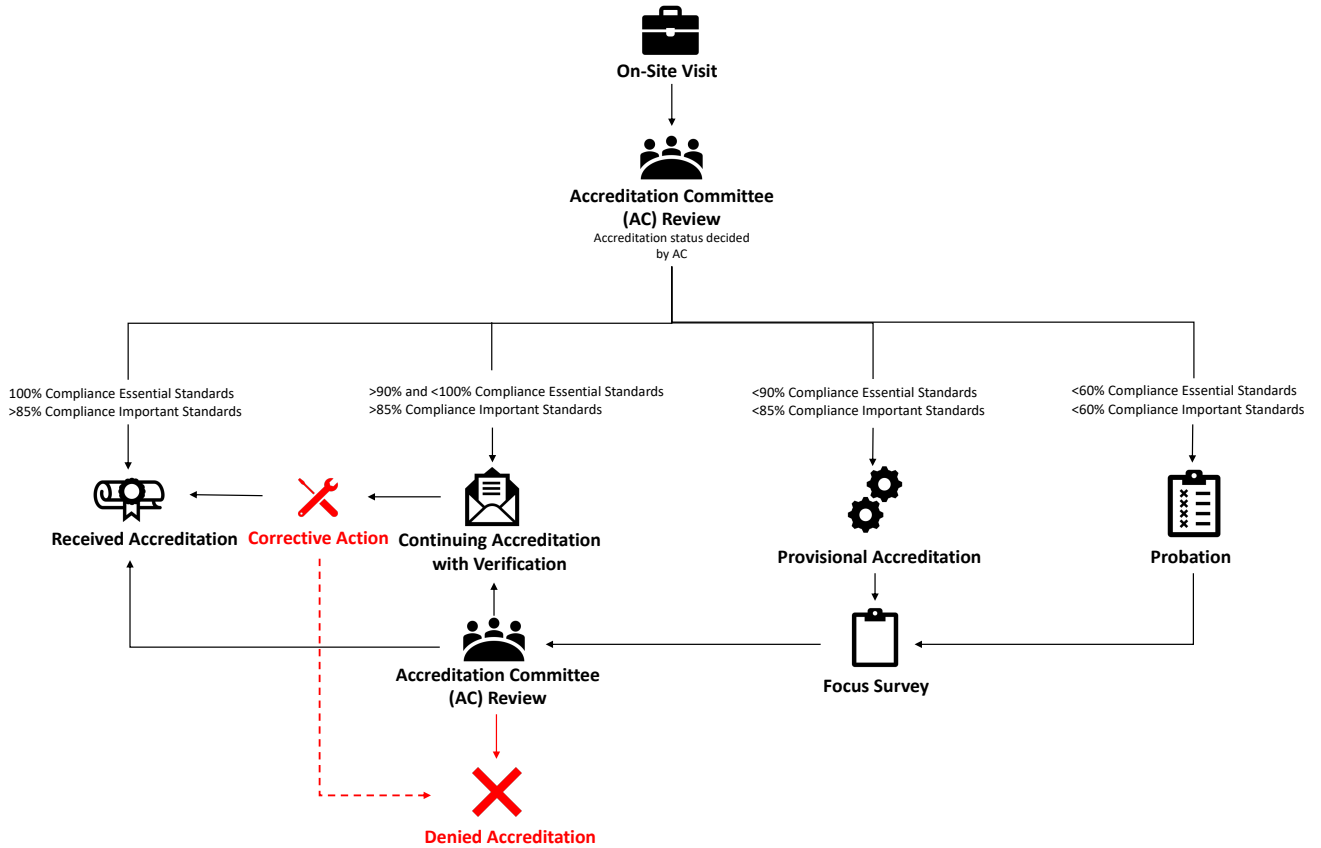 On-Site Visit
Accreditation Committee
(AC) Review
Accreditation status decided
by AC
100% Compliance Essential Standards
>85% Compliance Important Standards
>90% and <100% Compliance Essential Standards
>85% Compliance Important Standards
<90% Compliance Essential Standards
<85% Compliance Important Standards
<60% Compliance Essential Standards
<60% Compliance Important Standards
Received Accreditation
Corrective Action
Continuing Accreditation
with Verification
Provisional Accreditation
Probation
Accreditation Committee
(AC) Review
Focus Survey
Denied Accreditation